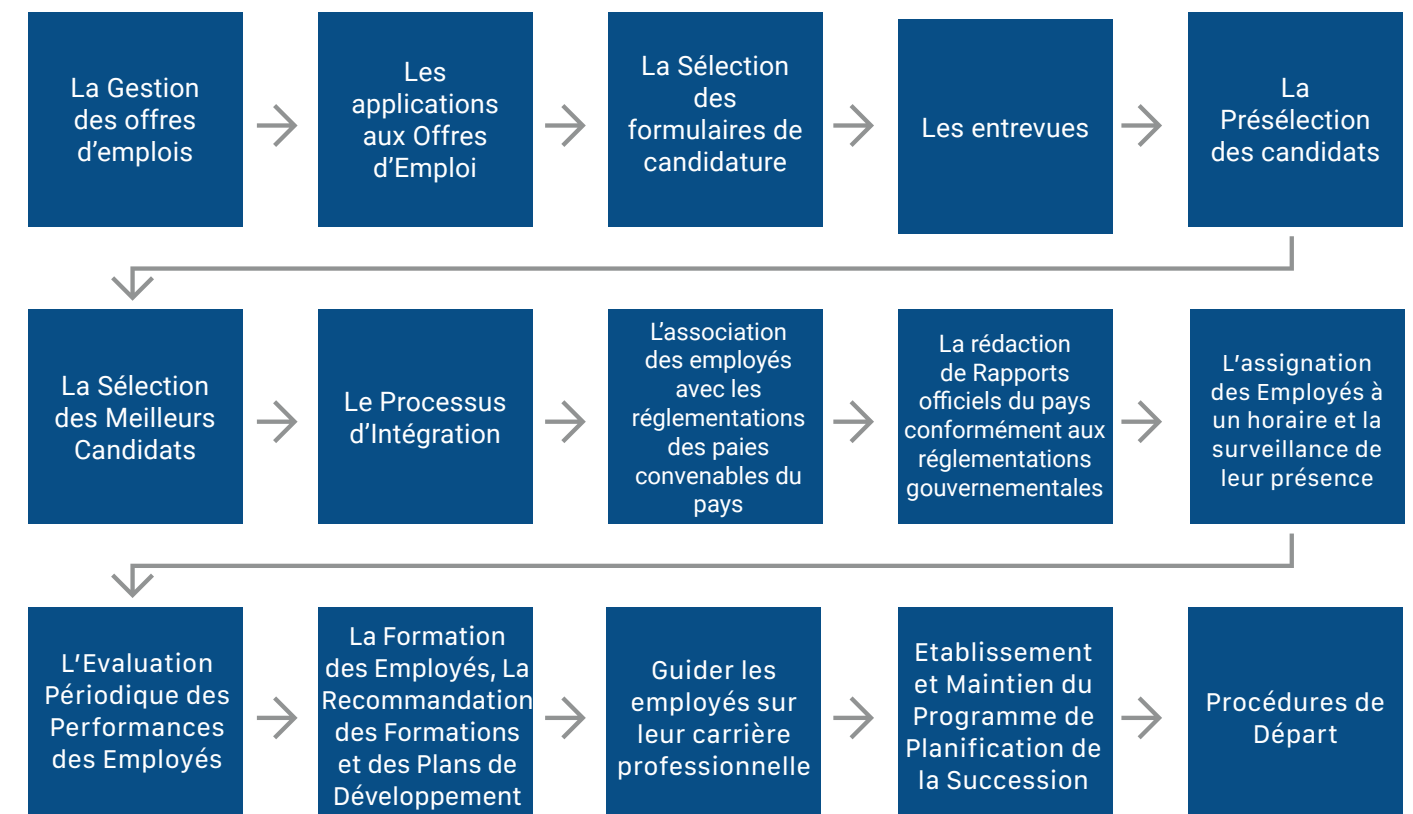 La Gestion
des offres
d’emplois
Les
applications
aux Offres
d’Emploi
La Sélection
des
formulaires de
candidature
Les entrevues
La
Présélection
des candidats
La Sélection
des Meilleurs
Candidats
Le Processus
d’Intégration
L’association
des employés
avec les
réglementations
des paies
convenables du
pays
La rédaction
de Rapports
officiels du pays
conformément aux
réglementations
gouvernementales
L’assignation
des Employés à
un horaire et la
surveillance de
leur présence
L’Evaluation
Périodique des
Performances
des Employés
La Formation
des Employés, La
Recommandation
des Formations
et des Plans de
Développement
Guider les
employés sur
leur carrière
professionnelle
Etablissement
et Maintien du
Programme de
Planification de
la Succession
Procédures de
Départ